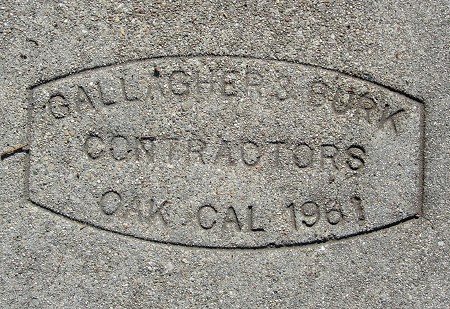 GALLAGHER & BURK
CONTRACTORS
OAK. CAL 1961